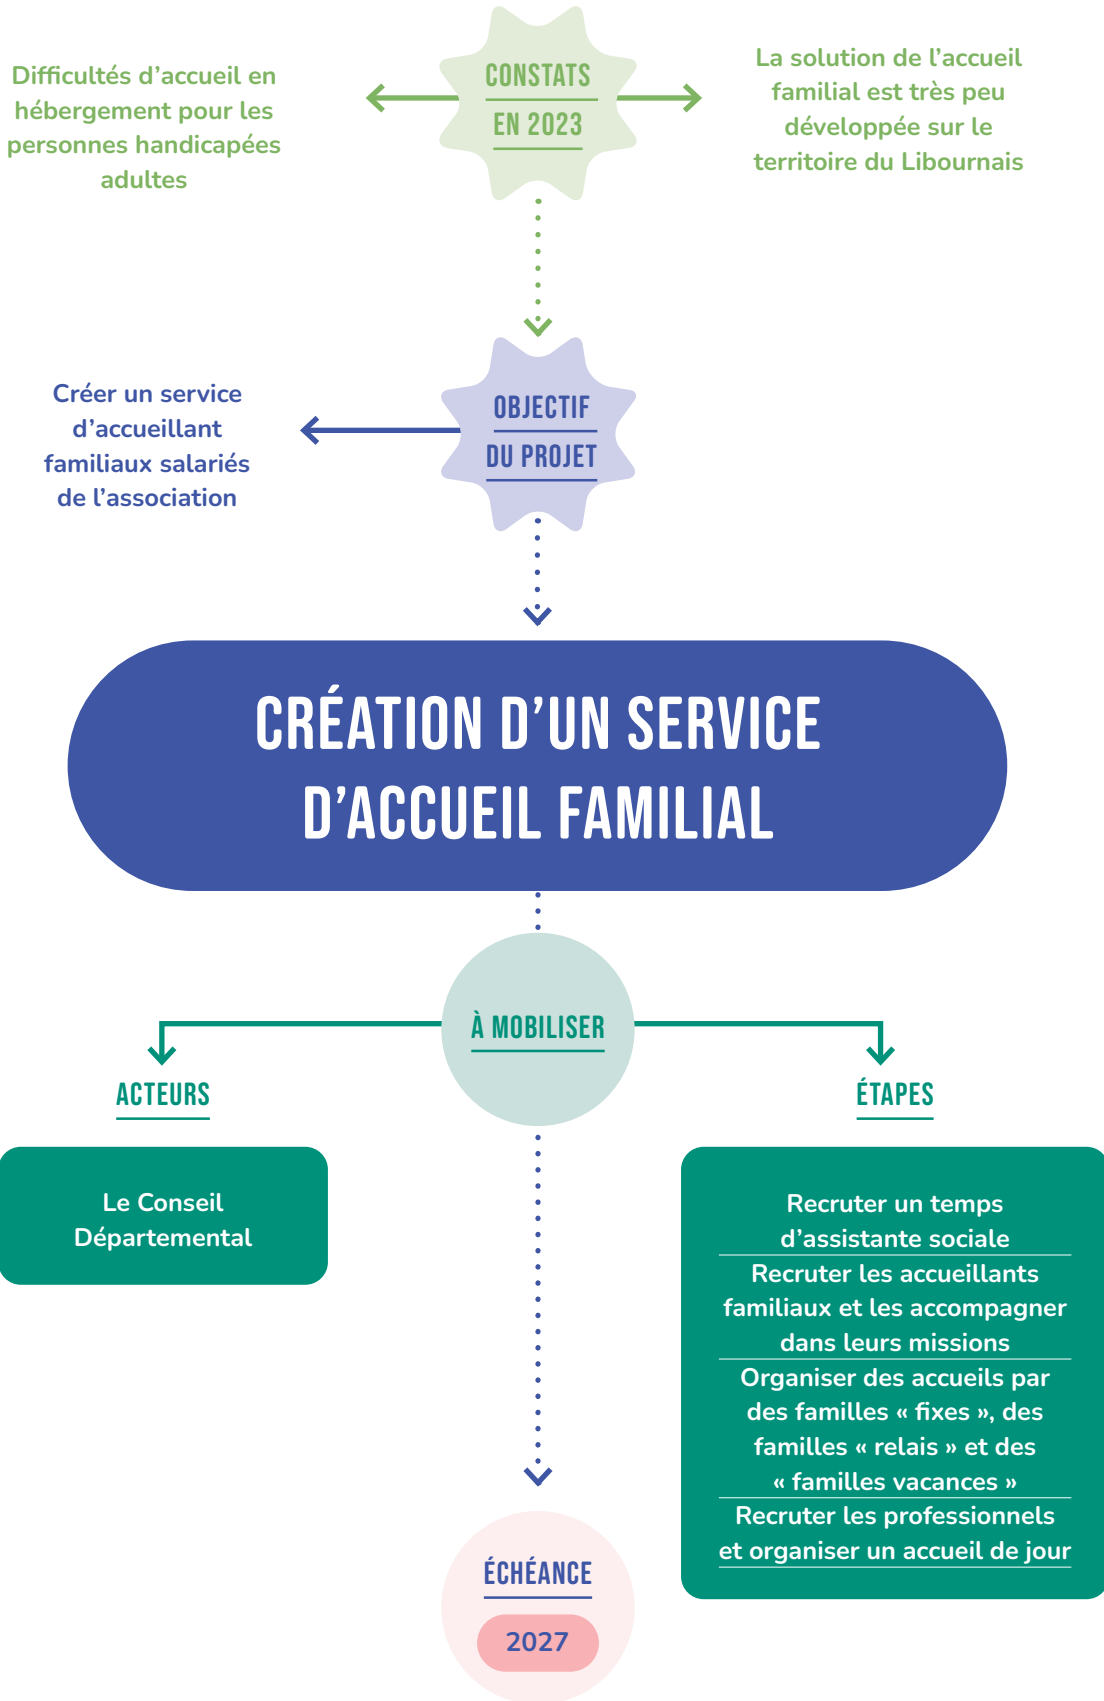 CONSTATS
EN 2023
Difficultés d’accueil en
hébergement pour les
personnes handicapées
adultes
La solution de l’accueil
familial est très peu
développée sur le
territoire du Libournais
OBJECTIF
DU PROJET
Créer un service
d’accueillant
familiaux salariés
de l’association
CRÉATION D’UN SERVICE
D’ACCUEIL FAMILIAL
À MOBILISER
ACTEURS
Le Conseil
Départemental
ÉTAPES
Recruter un temps
d’assistante sociale
Recruter les accueillants
familiaux et les accompagner
dans leurs missions
Organiser des accueils par
des familles « fixes », des
familles « relais » et des
« familles vacances »
Recruter les professionnels
et organiser un accueil de jour
ÉCHÉANCE
2027